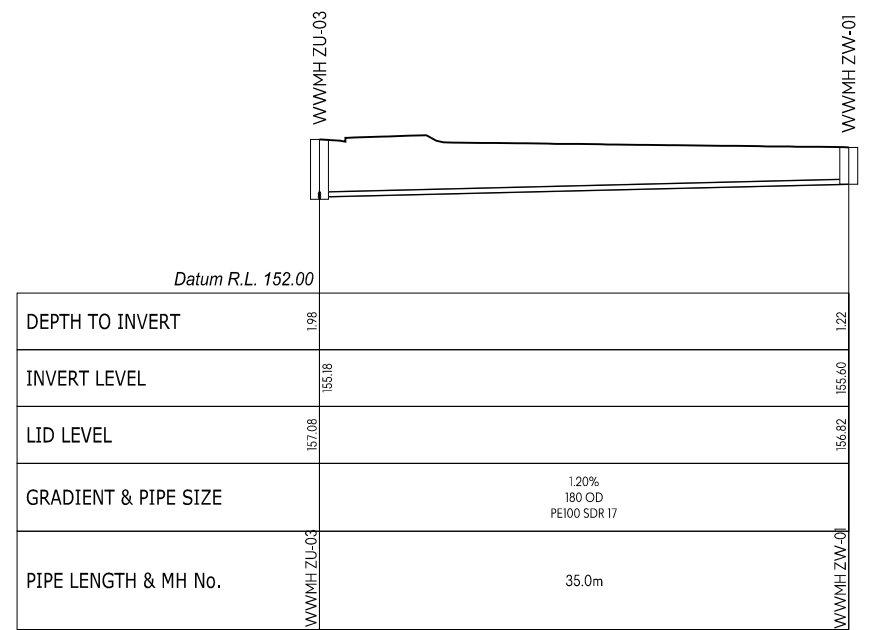 WWMH ZU-03
WWMH ZW-01
Datum R.L. 152.00
DEPTH TO INVERT
1.98
1.22
INVERT LEVEL
155.18
155.60
LID LEVEL
157.08
156.82
GRADIENT & PIPE SIZE
1.20%
180 OD
PE100 SDR 17
PIPE LENGTH & MH No.
WWMH ZU-03
35.0m
WWMH ZW-01